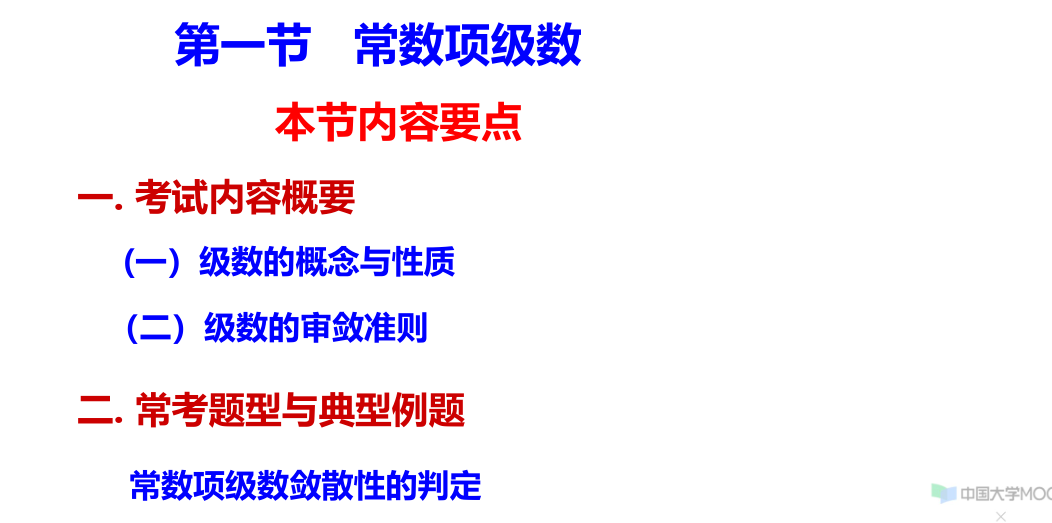 第一节 常数项级数
本节内容要点
一. 考试内容概要
(一）级数的概念与性质
(二）级数的审敛准则
二. 常考题型与典型例题
常数项级数敛散性的判定
中国大学MOC